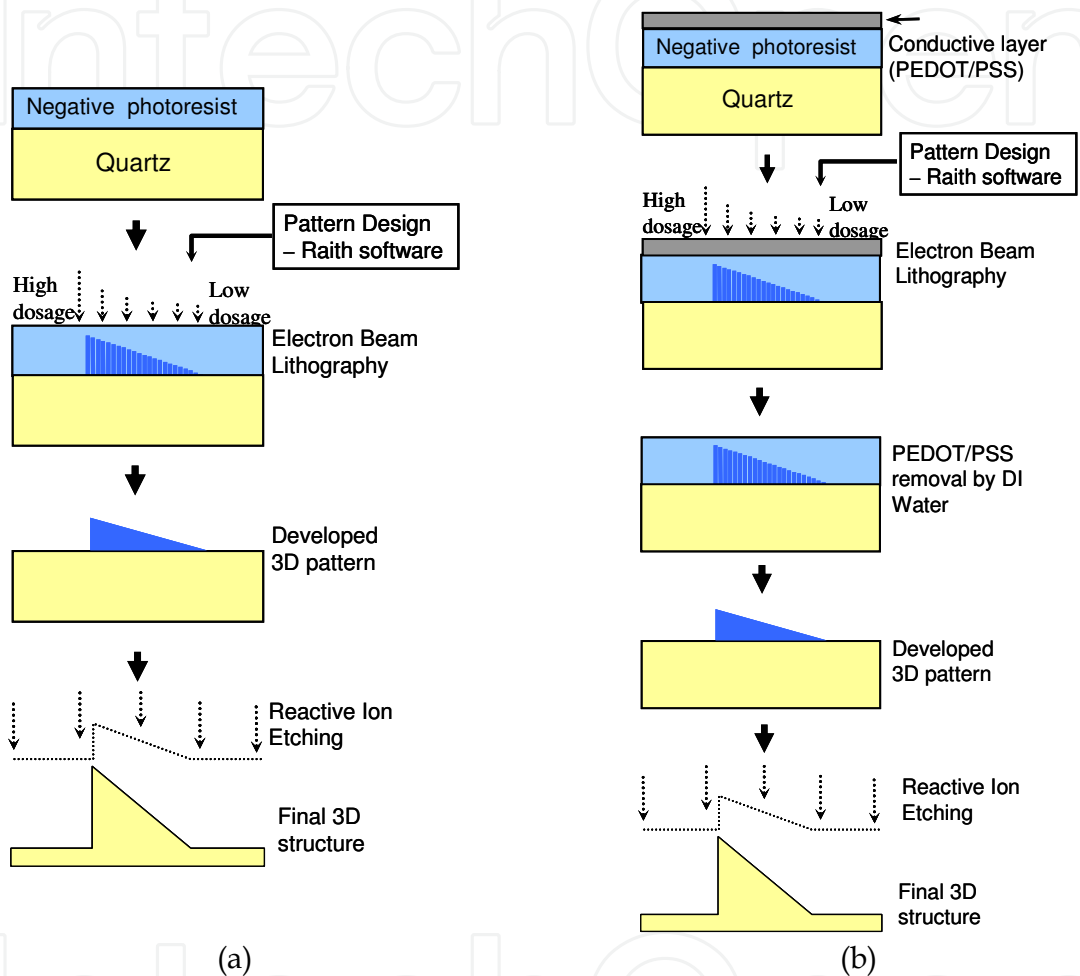 IntechOpen
Negative photoresist
Quartz
Pattern Design
– Raith software
High
dosage
Low
dosage
Electron Beam
Lithography
Developed
3D pattern
Reactive Ion
Etching
Final 3D
structure
(a)
Negative photoresist
Conductive layer
(PEDOT/PSS)
Quartz
Pattern Design
– Raith software
High
dosage
Low
dosage
Electron Beam
Lithography
PEDOT/PSS
removal by DI
Water
Developed
3D pattern
Reactive Ion
Etching
Final 3D
structure
(b)